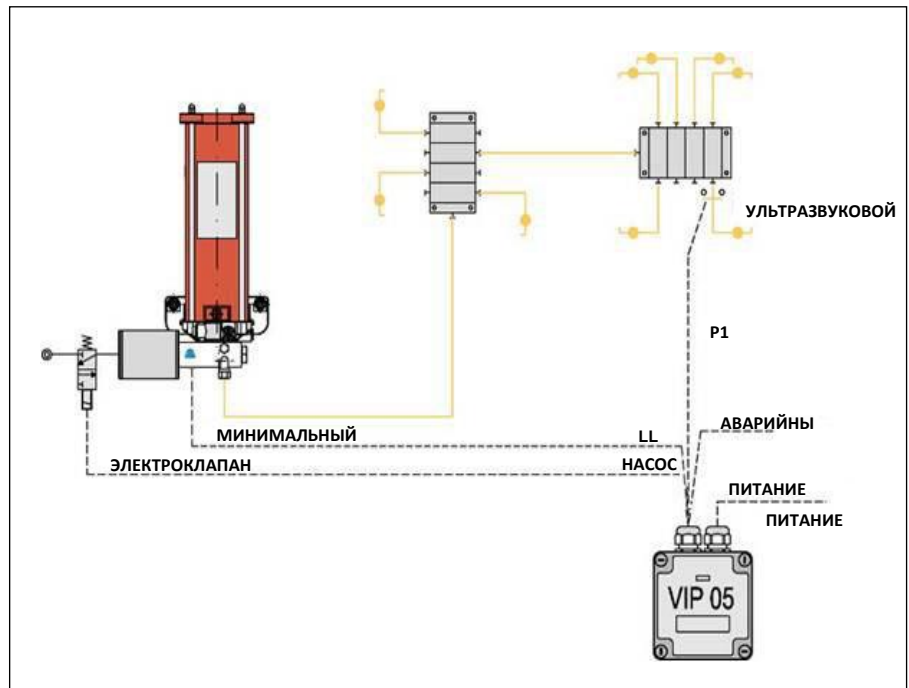 УЛЬТРАЗВУКОВОЙ
P1
МИНИМАЛЬНЫЙ
LL
АВАРИЙНЫ
ЭЛЕКТРОКЛАПАН
НАСОС
ПИТАНИЕ
ПИТАНИЕ
VIP 05